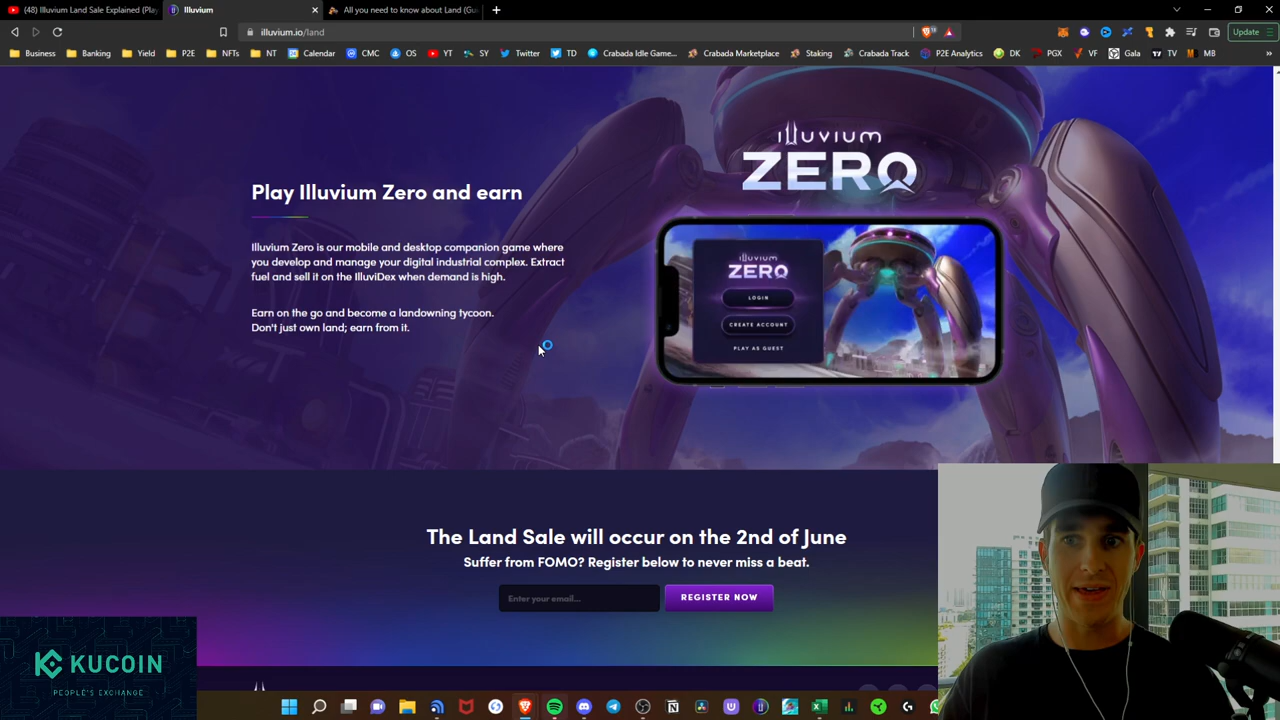 (48) Illuvium Land Sale Explained (Pla
Illuvium
All you need to know about Land (Gu
illuvium.io/land
Update
Business
Banking
Yield
P2E
NFTs
NT
Calendar
CMC
OS
YT
SY
Twitter
TD
Crabada Idle Game...
Crabada Marketplace
Staking
Crabada Track
P2E Analytics
DK
PGX
VF
Gala
TV
MB
Play Illuvium Zero and earn
Illuvium Zero is our mobile and desktop companion game where
you develop and manage your digital industrial complex. Extract
fuel and sell it on the IlluviDex when demand is high.
Earn on the go and become a landowning tycoon.
Don't just own land; earn from it.
illuvium
ZERO
illuvium
ZERO
LOGIN
CREATE ACCOUNT
PLAY AS GUEST
The Land Sale will occur on the 2nd of June
Suffer from FOMO? Register below to never miss a beat.
Enter your email...
REGISTER NOW
KUCOIN
PEOPLE'S EXCHANGE